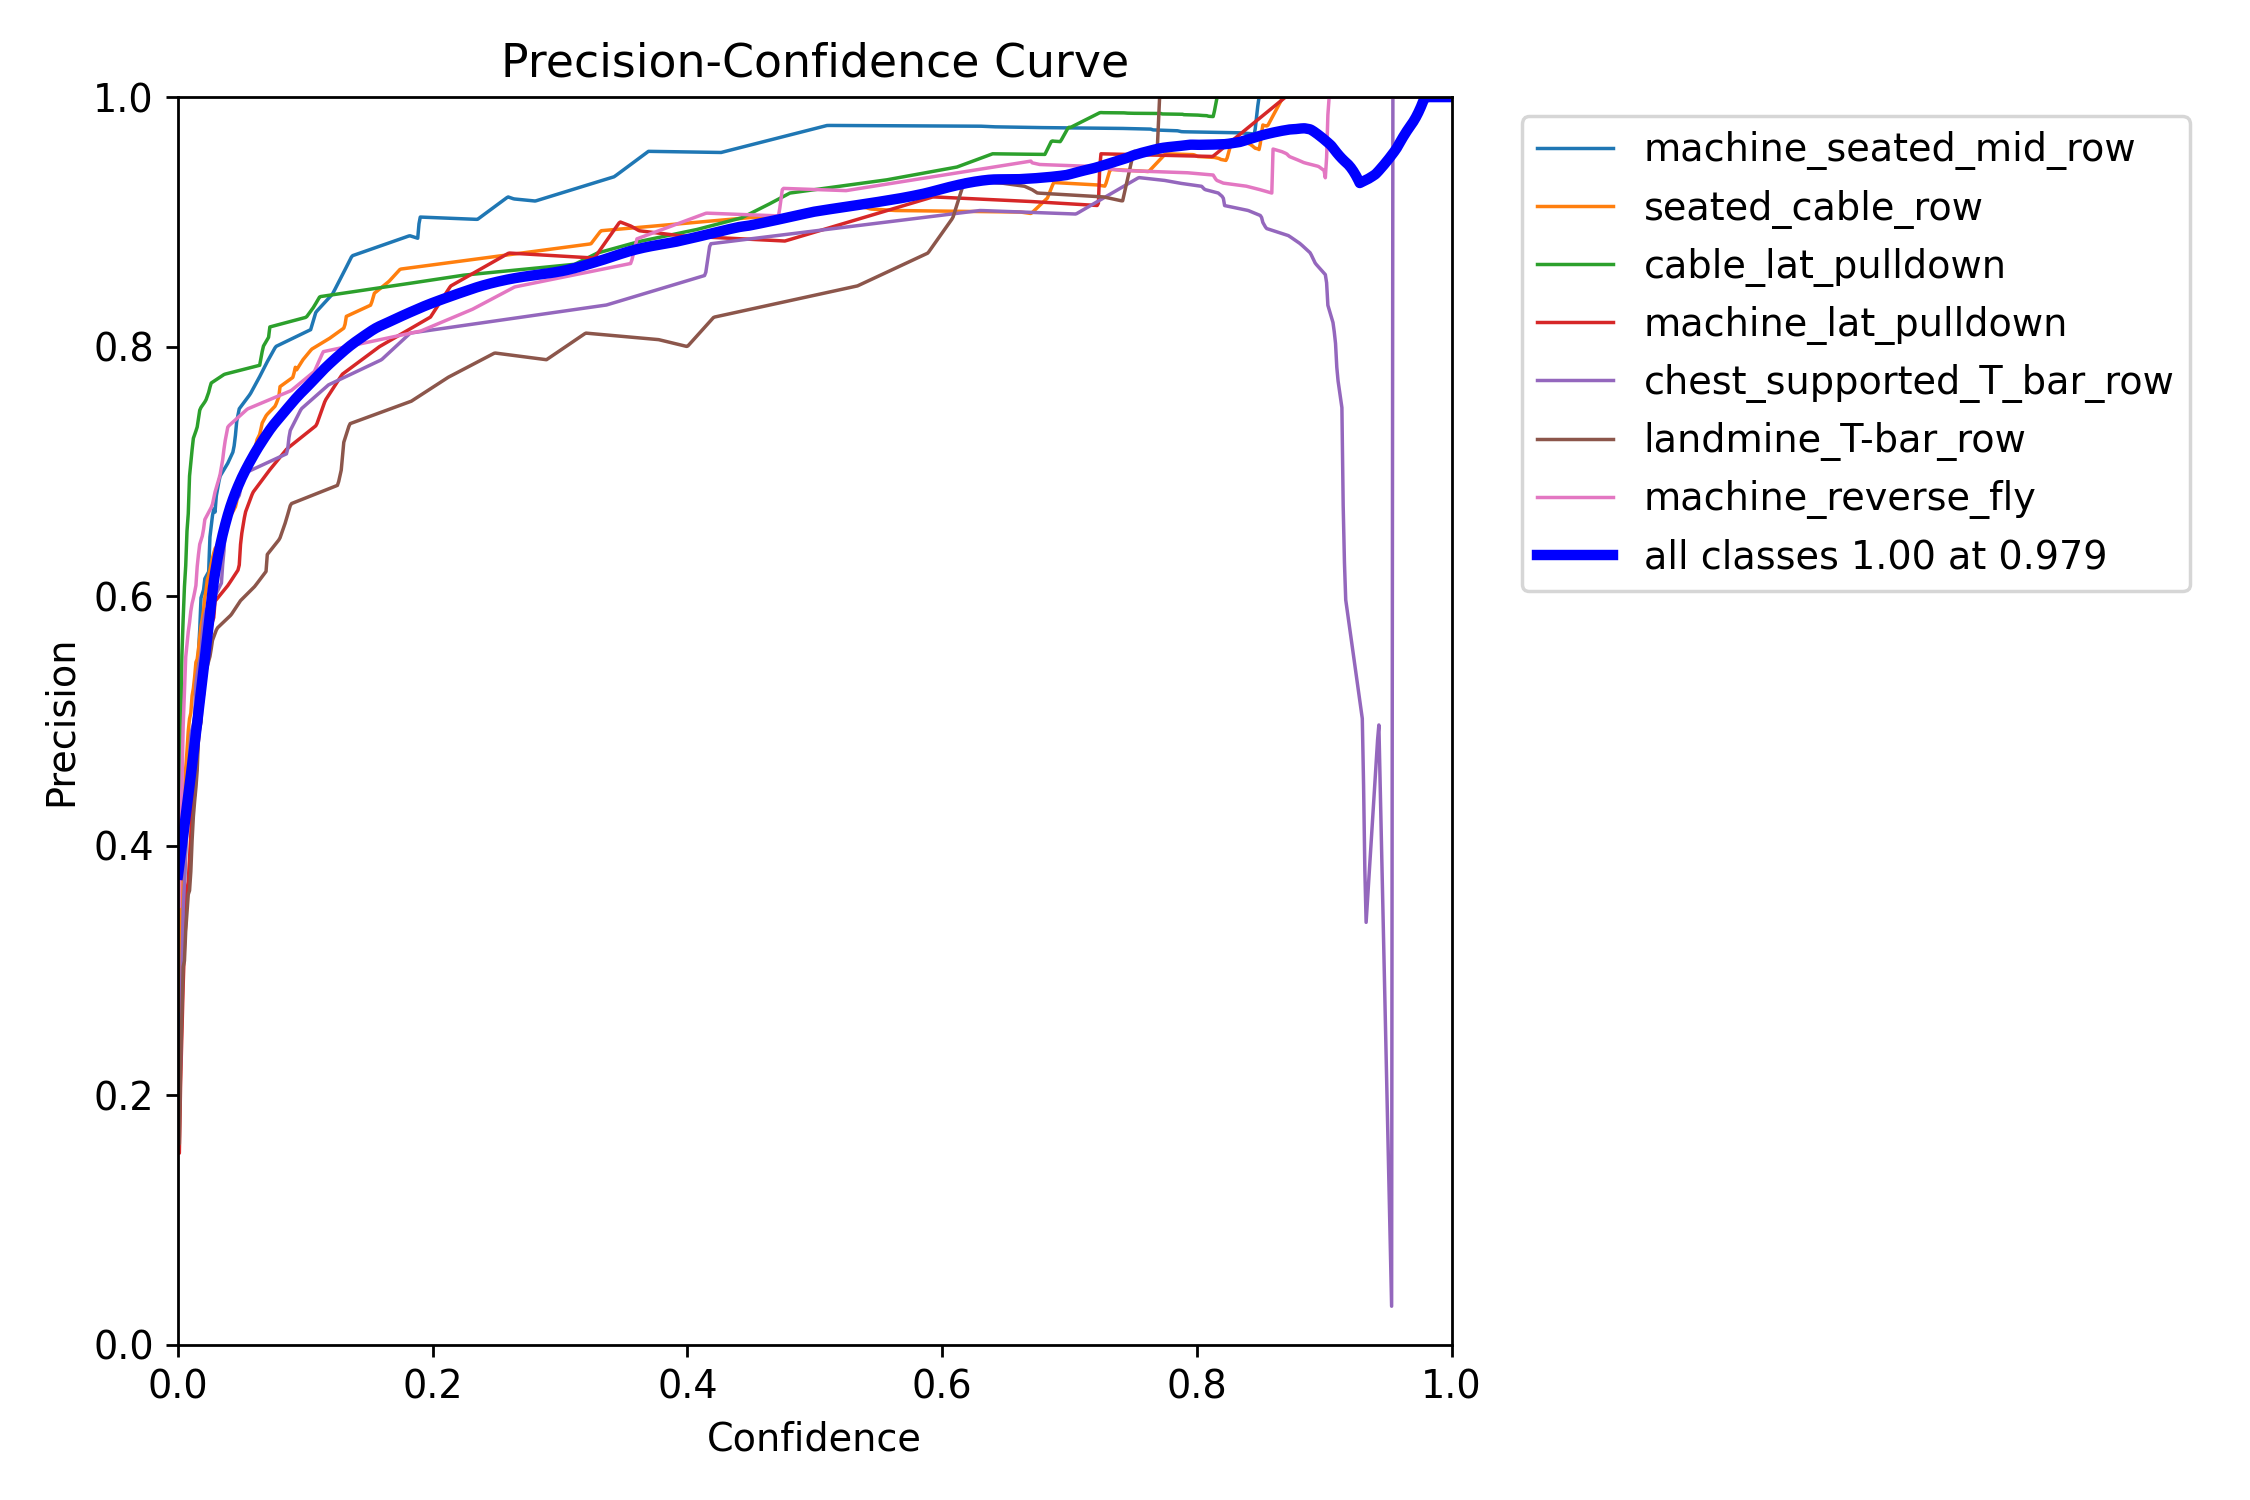 Precision-Confidence Curve
1.0
0.8
0.6
0.4
0.2
0.0
Precision
0.0 0.2 0.4 0.6 0.8 1.0
Confidence
machine_seated_mid_row
seated_cable_row
cable_lat_pulldown
machine_lat_pulldown
chest_supported_T_bar_row
landmine_T-bar_row
machine_reverse_fly
all classes 1.00 at 0.979